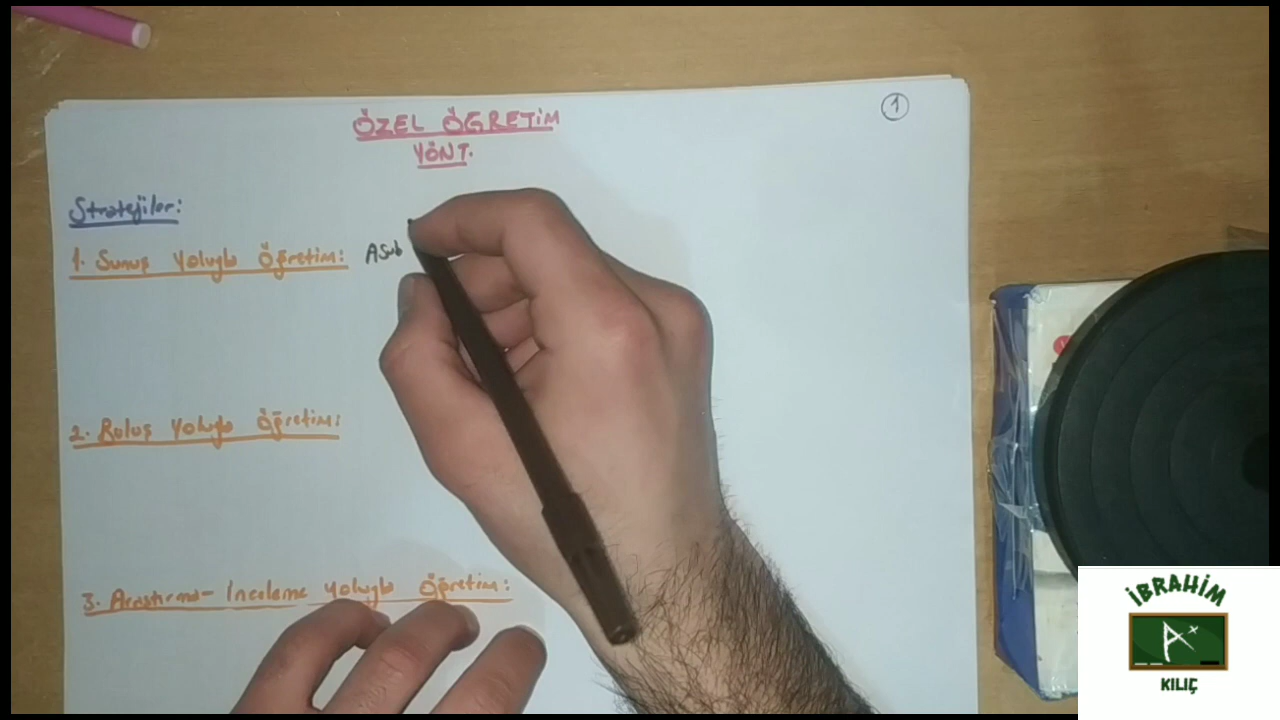 ÖZEL ÖĞRETİM
YÖNT.
1
Stratejiler:
1. Sunuş Yoluyla Öğretim: ASub
2. Buluş Yoluyla Öğretim:
3. Araştırma-İnceleme Yoluyla Öğretim:
İBRAHİM
A+
KILIÇ